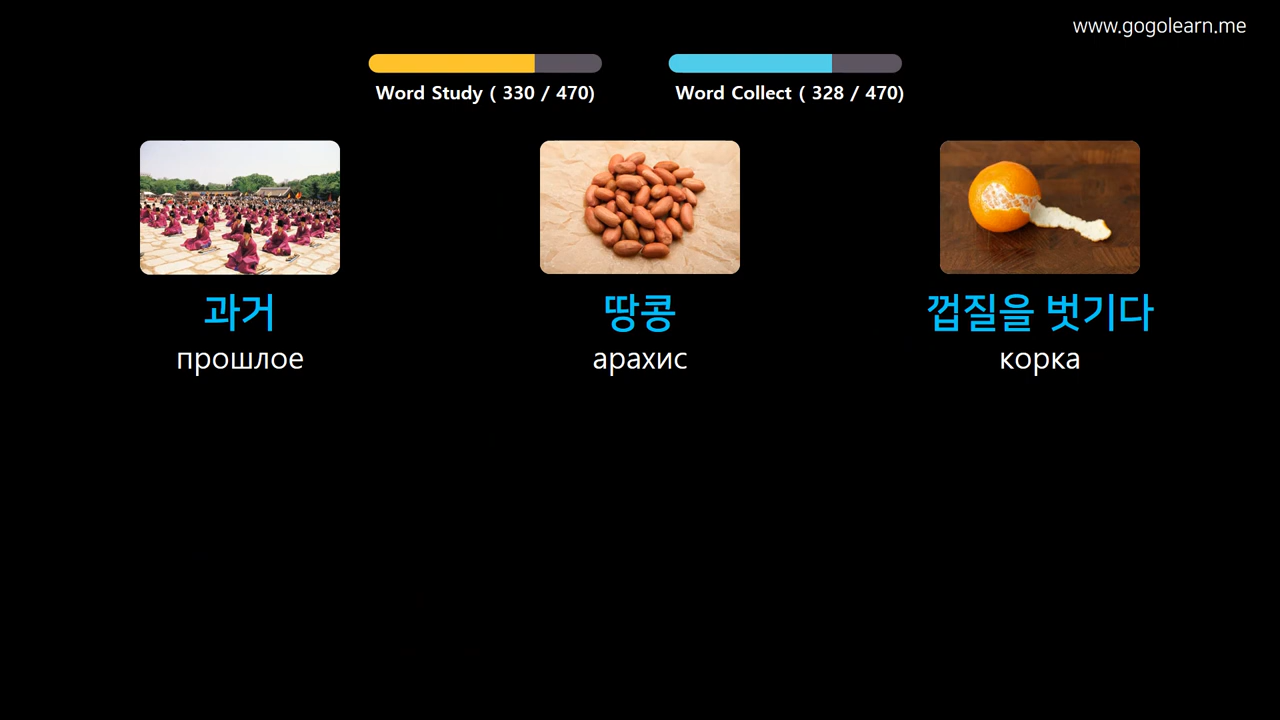 www.gogolearn.me
Word Study ( 330 / 470)
Word Collect ( 328 / 470)
과거
땅콩
껍질을 벗기다
прошлое
арахис
корка